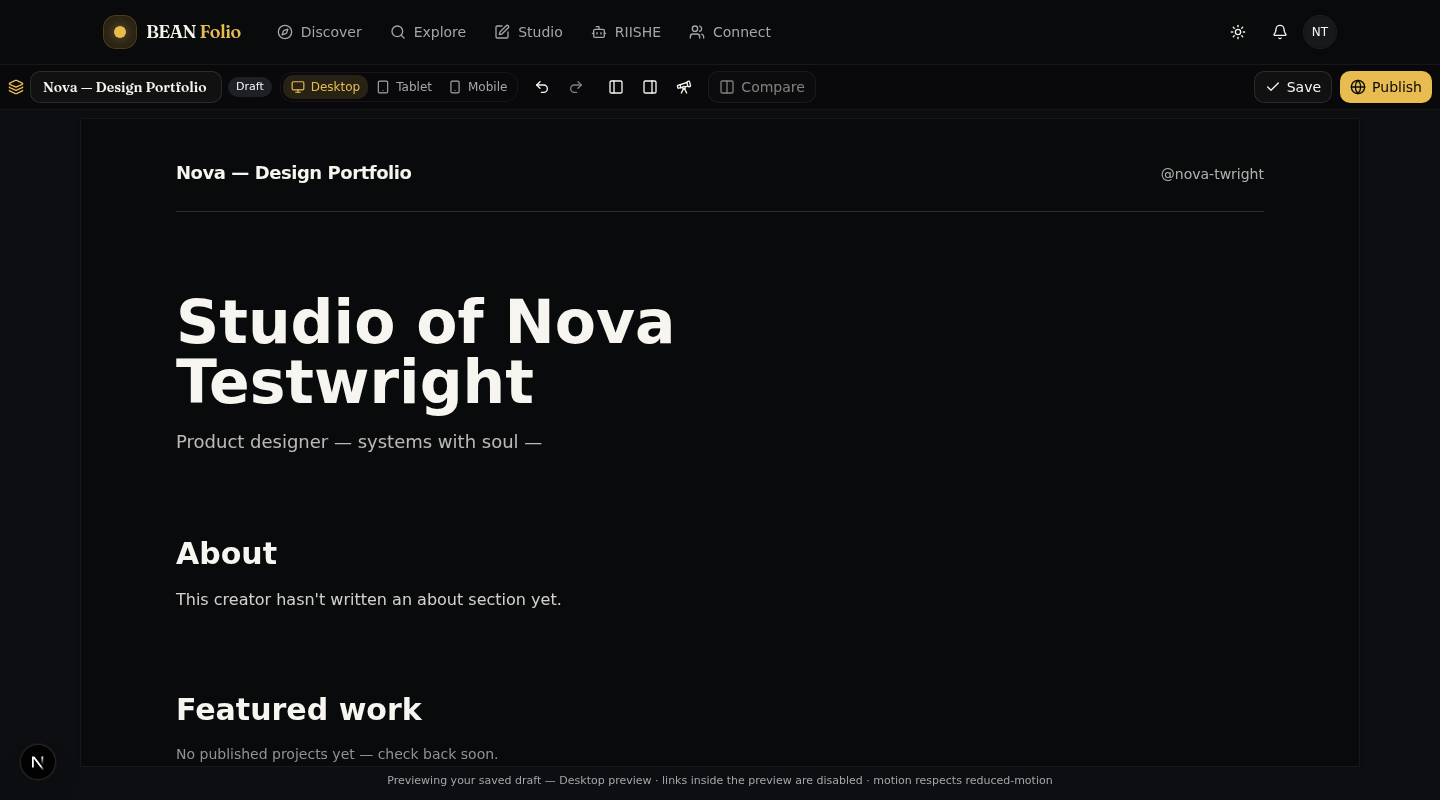 BEAN Folio Discover Explore Studio RIISHE Connect NT
Nova — Design Portfolio Draft Desktop Tablet Mobile Compare Save Publish
Nova — Design Portfolio @nova-twright
Studio of Nova
Testwright
Product designer — systems with soul —
About
This creator hasn't written an about section yet.
Featured work
No published projects yet — check back soon.
N
Previewing your saved draft — Desktop preview · links inside the preview are disabled · motion respects reduced-motion